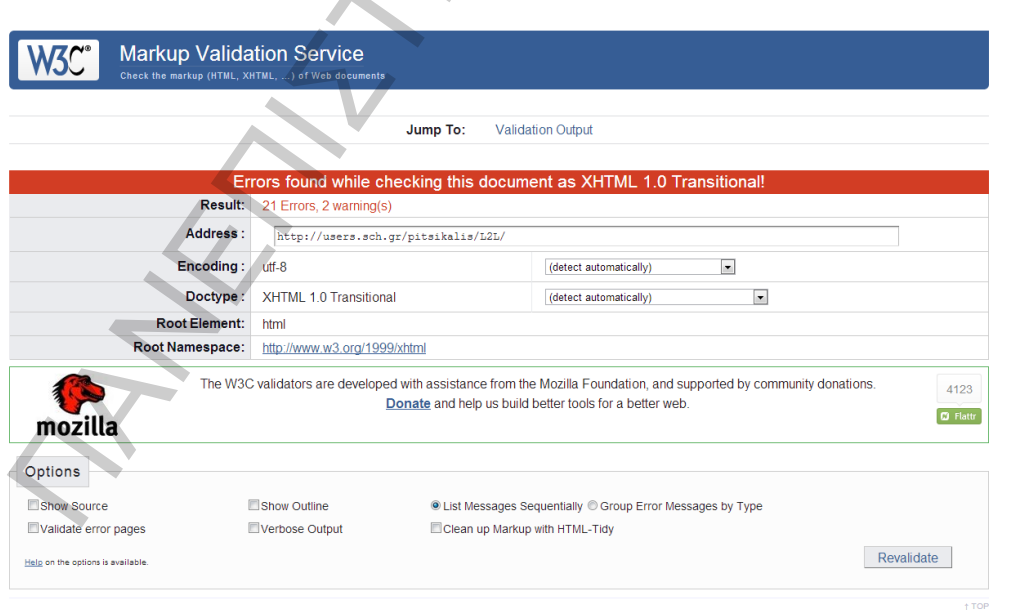 W3C®
Markup Validation Service
Check the markup (HTML, XHTML, ...) of Web documents
Jump To: Validation Output
Errors found while checking this document as XHTML 1.0 Transitional!
Result: 21 Errors, 2 warning(s)
Address : http://users.sch.gr/pitsikalis/L2L/
Encoding : utf-8 (detect automatically)
Doctype : XHTML 1.0 Transitional (detect automatically)
Root Element: html
Root Namespace: http://www.w3.org/1999/xhtml
The W3C validators are developed with assistance from the Mozilla Foundation, and supported by community donations.
Donate and help us build better tools for a better web.
mozilla
4123
Flattr
Options
Show Source Show Outline List Messages Sequentially Group Error Messages by Type
Validate error pages Verbose Output Clean up Markup with HTML-Tidy
Help on the options is available.
Revalidate
↑ TOP
ΠΑΝΕΠΙΣΤ